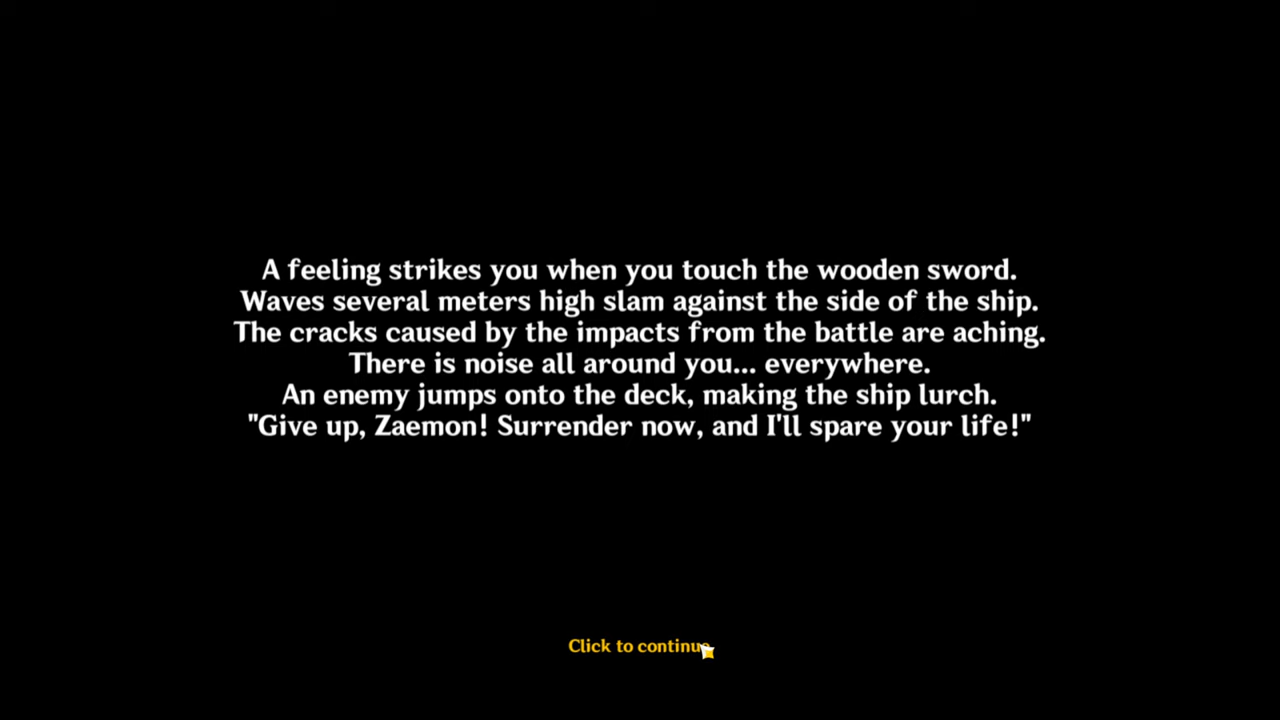 A feeling strikes you when you touch the wooden sword.
Waves several meters high slam against the side of the ship.
The cracks caused by the impacts from the battle are aching.
There is noise all around you... everywhere.
An enemy jumps onto the deck, making the ship lurch.
"Give up, Zaemon! Surrender now, and I'll spare your life!"
Click to continue